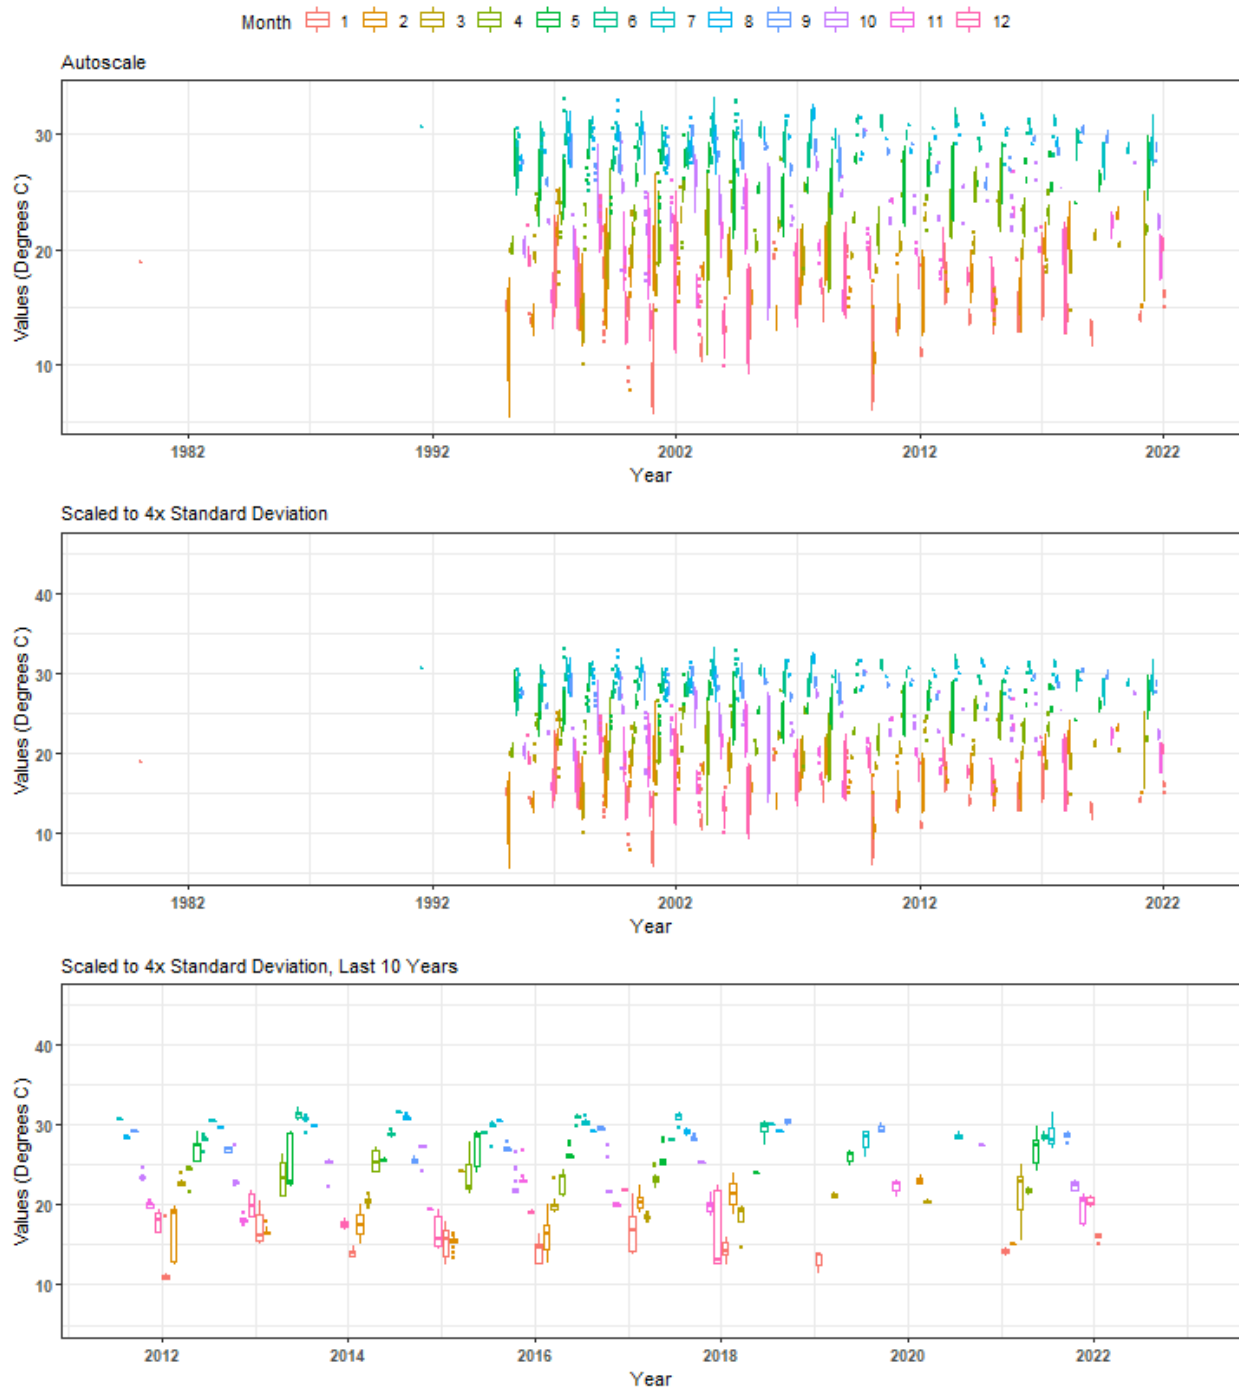 Month 1 2 3 4 5 6 7 8 9 10 11 12
Autoscale
Values (Degrees C)
30
20
10
1982 1992 2002 2012 2022
Year
Scaled to 4x Standard Deviation
Values (Degrees C)
40
30
20
10
1982 1992 2002 2012 2022
Year
Scaled to 4x Standard Deviation, Last 10 Years
Values (Degrees C)
40
30
20
10
2012 2014 2016 2018 2020 2022
Year